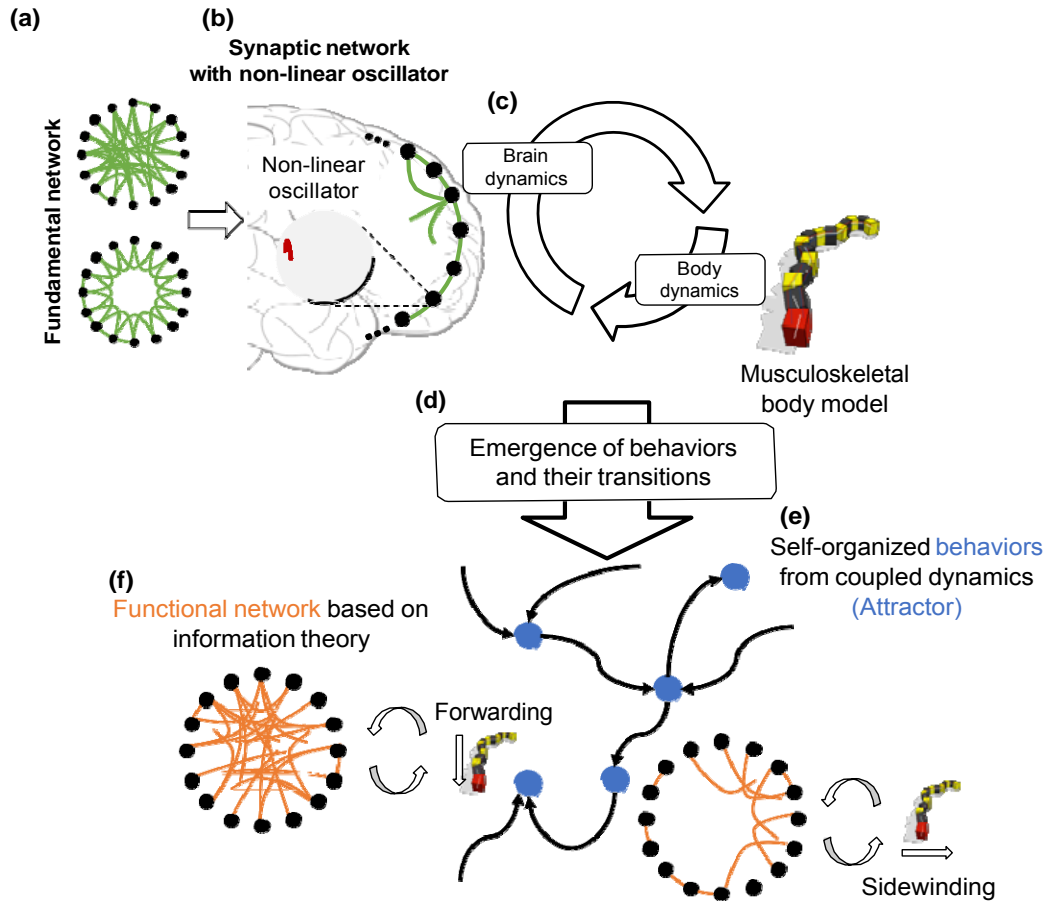 (a)
Fundamental network
(b)
Synaptic network
with non-linear oscillator
Non-linear
oscillator
(c)
Brain
dynamics
Body
dynamics
Musculoskeletal
body model
(d)
Emergence of behaviors
and their transitions
(e)
Self-organized behaviors
from coupled dynamics
(Attractor)
(f)
Functional network based on
information theory
Forwarding
Sidewinding